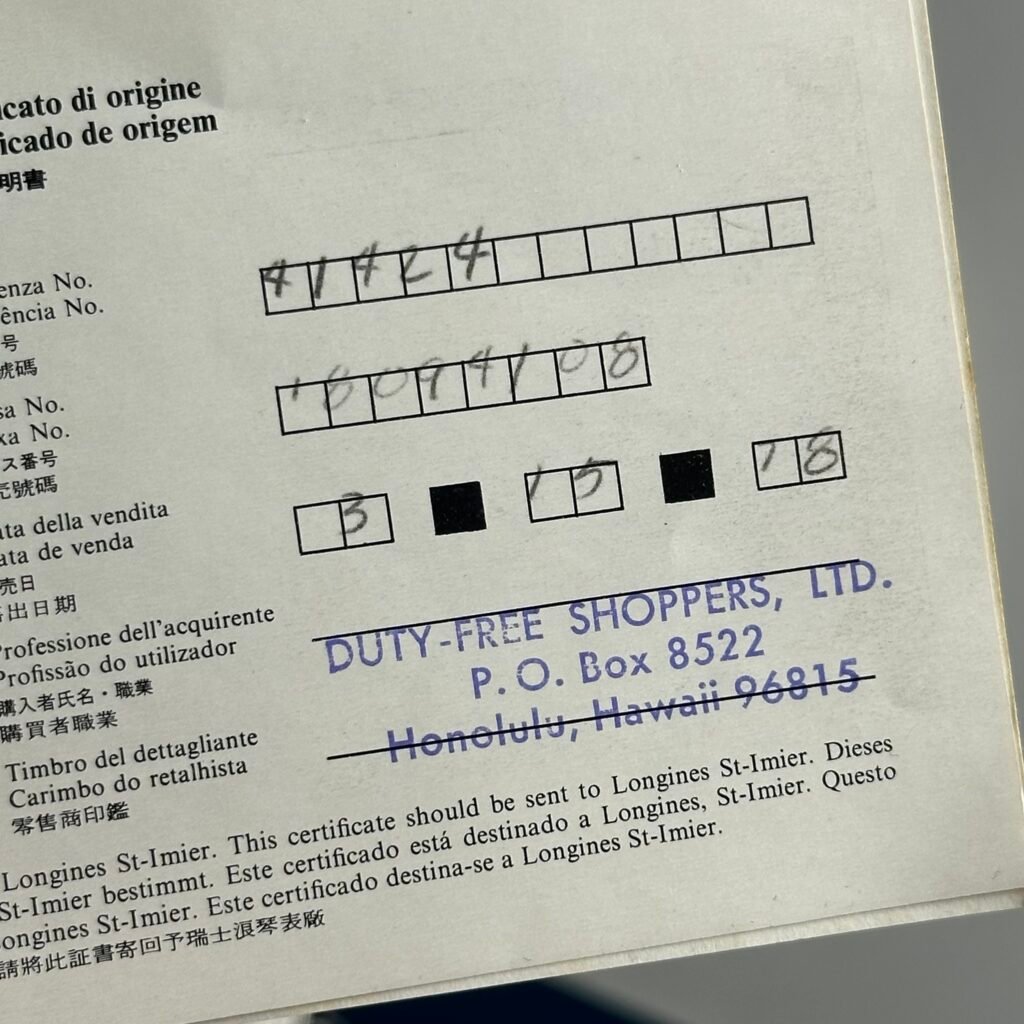 cato di origine
icado de origem
明書
enza No.
ência No.
号
號碼
41424
sa No.
xa No.
ス番号
號碼
18094108
ata della vendita
ata de venda
売日
出日期
3 15 78
Professione dell'acquirente
Profissão do utilizador
購入者氏名・職業
購買者職業
DUTY-FREE SHOPPERS, LTD.
P. O. Box 8522
Honolulu, Hawaii 96815
Timbro del dettagliante
Carimbo do retalhista
零售商印鑑
Longines St-Imier. This certificate should be sent to Longines St-Imier. Dieses
St-Imier bestimmt. Este certificado está destinado a Longines, St-Imier. Questo
ongines St-Imier. Este certificado destina-se a Longines St-Imier.
請將此証書寄回予瑞士浪琴表廠